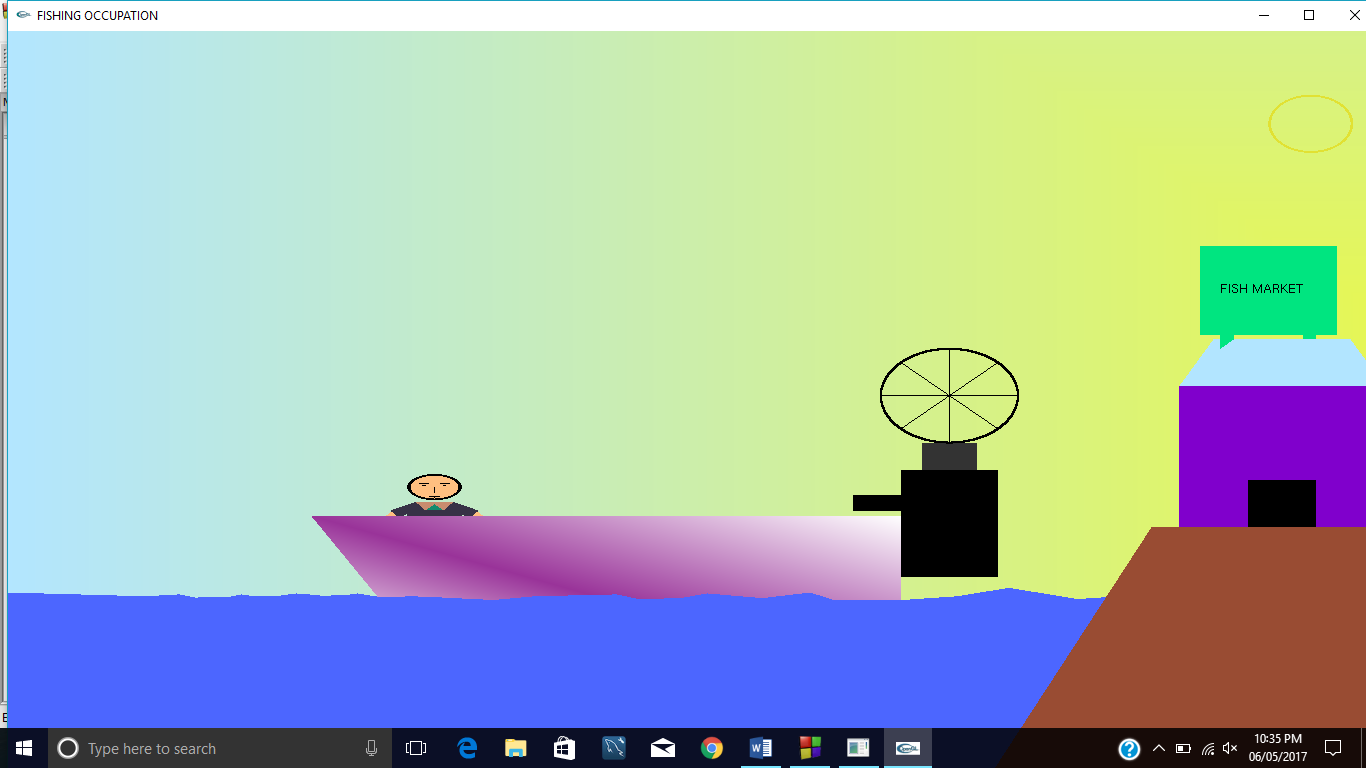 FISHING OCCUPATION
FISH MARKET
Type here to search
10:35 PM
06/05/2017